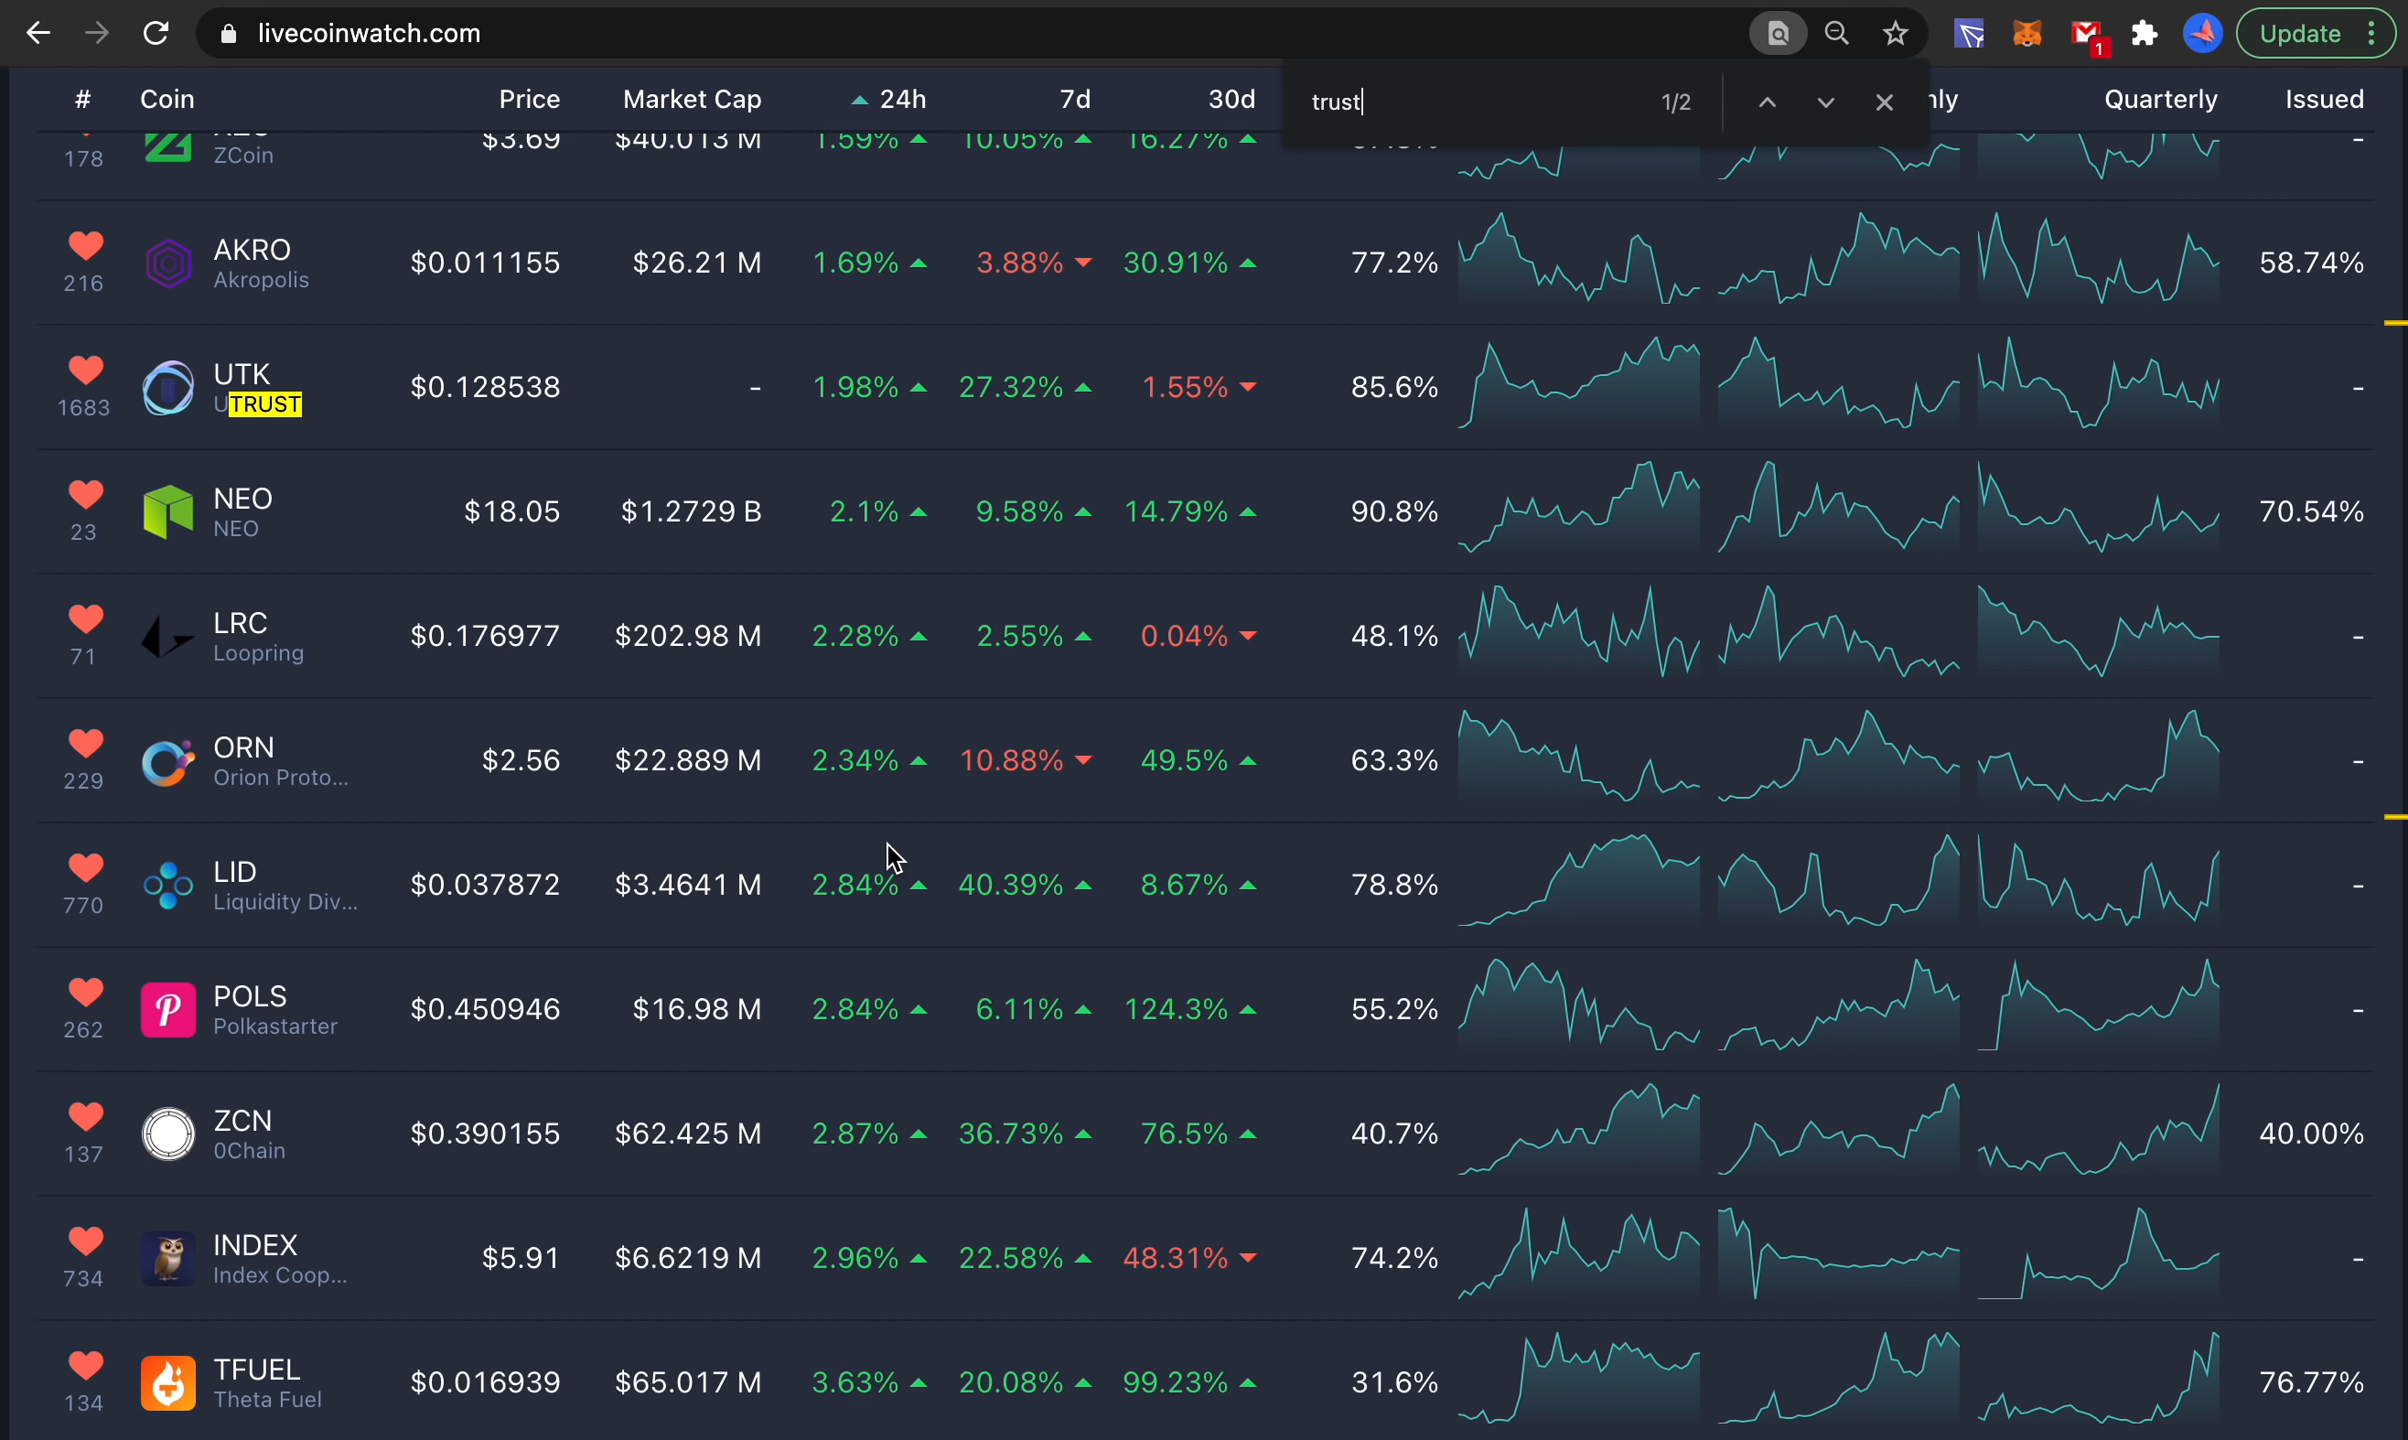 livecoinwatch.com
1
Update
# Coin Price Market Cap 24h 7d 30d Quarterly Issued
trust 1/2
178 ZCoin $3.69 $40.013 M 1.59% 10.05% 16.27% -
AKRO
216 Akropolis $0.011155 $26.21 M 1.69% 3.88% 30.91% 77.2% 58.74%
UTK
1683 UTRUST $0.128538 - 1.98% 27.32% 1.55% 85.6% -
NEO
23 NEO $18.05 $1.2729 B 2.1% 9.58% 14.79% 90.8% 70.54%
LRC
71 Loopring $0.176977 $202.98 M 2.28% 2.55% 0.04% 48.1% -
ORN
229 Orion Proto... $2.56 $22.889 M 2.34% 10.88% 49.5% 63.3% -
LID
770 Liquidity Div... $0.037872 $3.4641 M 2.84% 40.39% 8.67% 78.8% -
POLS
262 Polkastarter $0.450946 $16.98 M 2.84% 6.11% 124.3% 55.2% -
ZCN
137 0Chain $0.390155 $62.425 M 2.87% 36.73% 76.5% 40.7% 40.00%
INDEX
734 Index Coop... $5.91 $6.6219 M 2.96% 22.58% 48.31% 74.2% -
TFUEL
134 Theta Fuel $0.016939 $65.017 M 3.63% 20.08% 99.23% 31.6% 76.77%